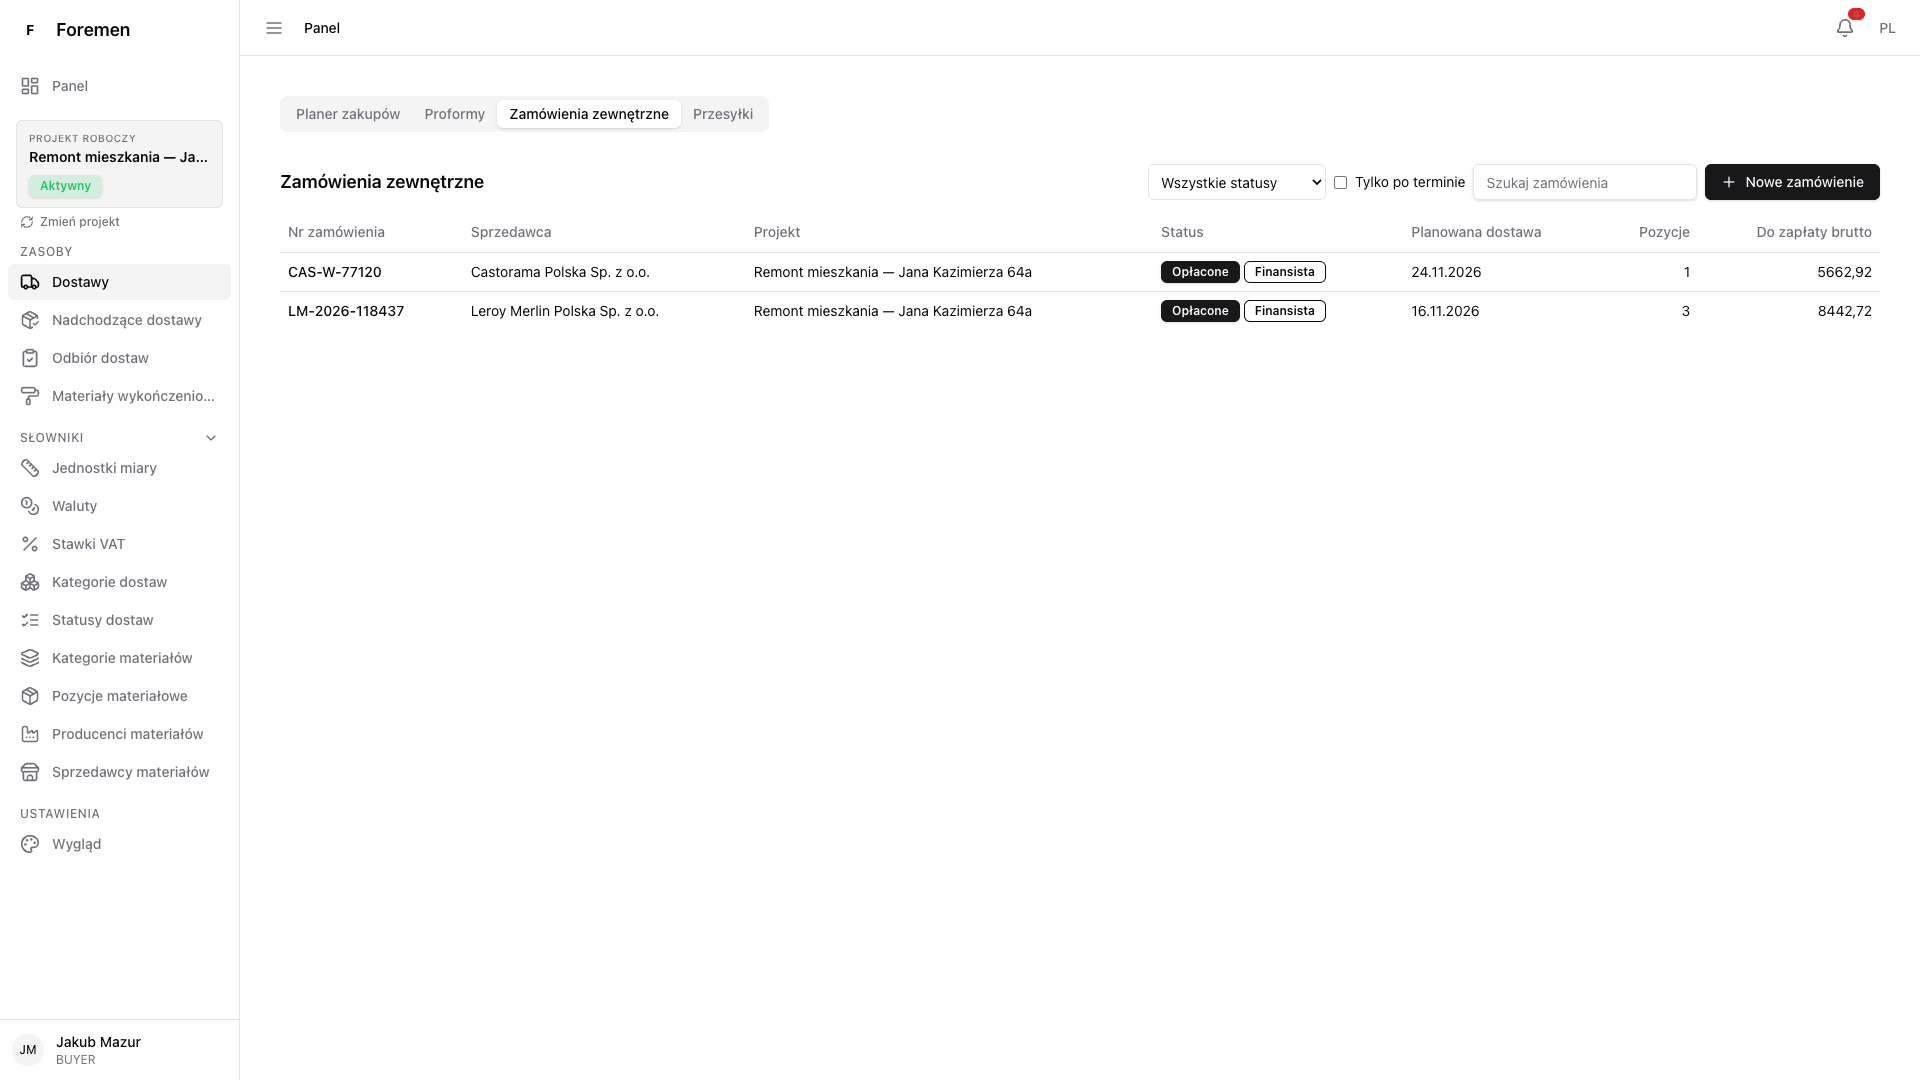 F Foremen
Panel
PL
Panel
PROJEKT ROBOCZY
Remont mieszkania — Ja...
Aktywny
Zmień projekt
ZASOBY
Dostawy
Nadchodzące dostawy
Odbiór dostaw
Materiały wykończenio...
SŁOWNIKI
Jednostki miary
Waluty
Stawki VAT
Kategorie dostaw
Statusy dostaw
Kategorie materiałów
Pozycje materiałowe
Producenci materiałów
Sprzedawcy materiałów
USTAWIENIA
Wygląd
JM
Jakub Mazur
BUYER
Planer zakupów Proformy Zamówienia zewnętrzne Przesyłki
Zamówienia zewnętrzne
Wszystkie statusy Tylko po terminie Szukaj zamówienia Nowe zamówienie
Nr zamówienia Sprzedawca Projekt Status Planowana dostawa Pozycje Do zapłaty brutto
CAS-W-77120 Castorama Polska Sp. z o.o. Remont mieszkania — Jana Kazimierza 64a Opłacone Finansista 24.11.2026 1 5662,92
LM-2026-118437 Leroy Merlin Polska Sp. z o.o. Remont mieszkania — Jana Kazimierza 64a Opłacone Finansista 16.11.2026 3 8442,72